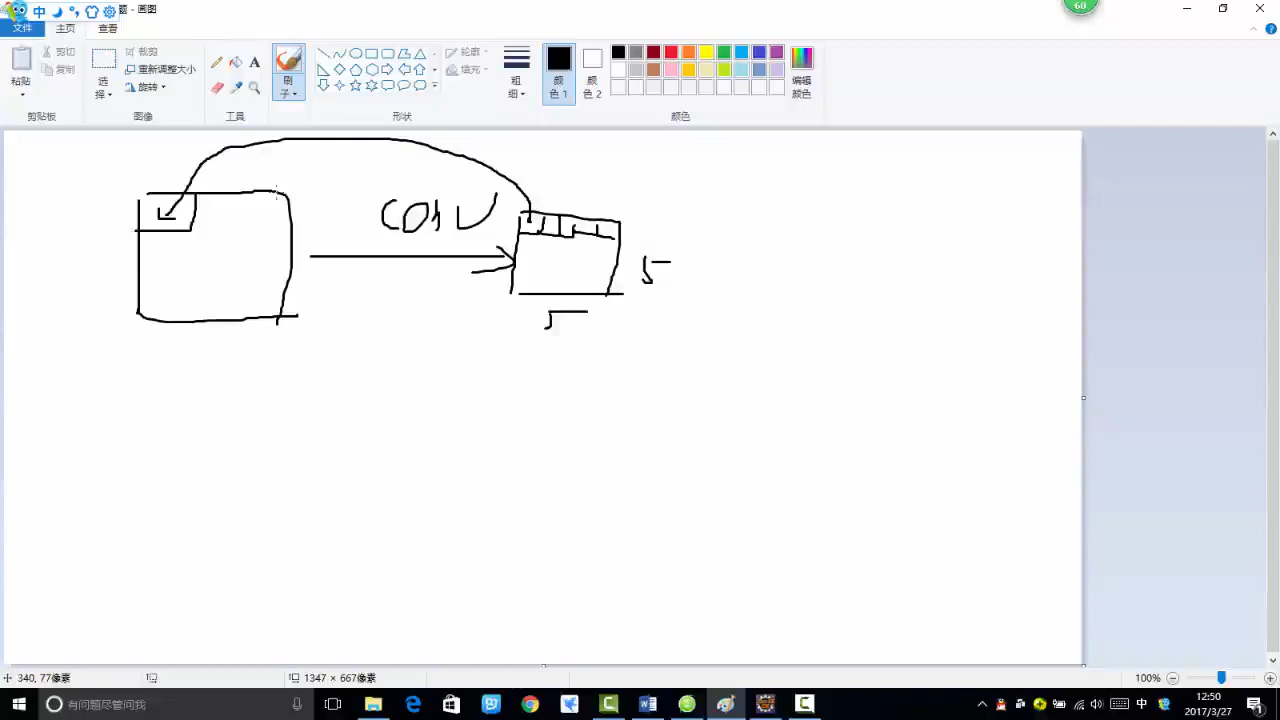 中
题 - 画图
60
文件 主页 查看
粘贴
剪切
复制
剪贴板
选择
裁剪
重新调整大小
旋转
图像
A
工具
刷子
形状
轮廓
填充
粗细
颜色 1
颜色 2
编辑颜色
颜色
conv
5
5
340, 77像素
1347 × 667像素
100%
有问题尽管问我
中
12:50
2017/3/27